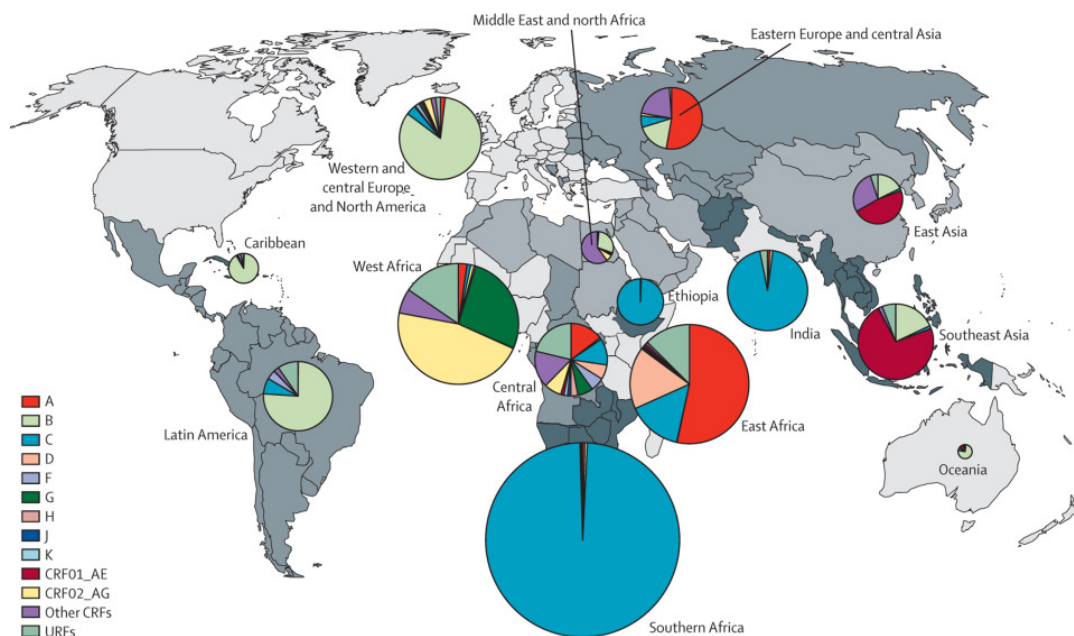 Middle East and north Africa
Eastern Europe and central Asia
Western and
central Europe
and North America
East Asia
Caribbean
West Africa
Ethiopia
India
Southeast Asia
Central
Africa
East Africa
Latin America
Oceania
Southern Africa
A
B
C
D
F
G
H
J
K
CRF01_AE
CRF02_AG
Other CRFs
URFs